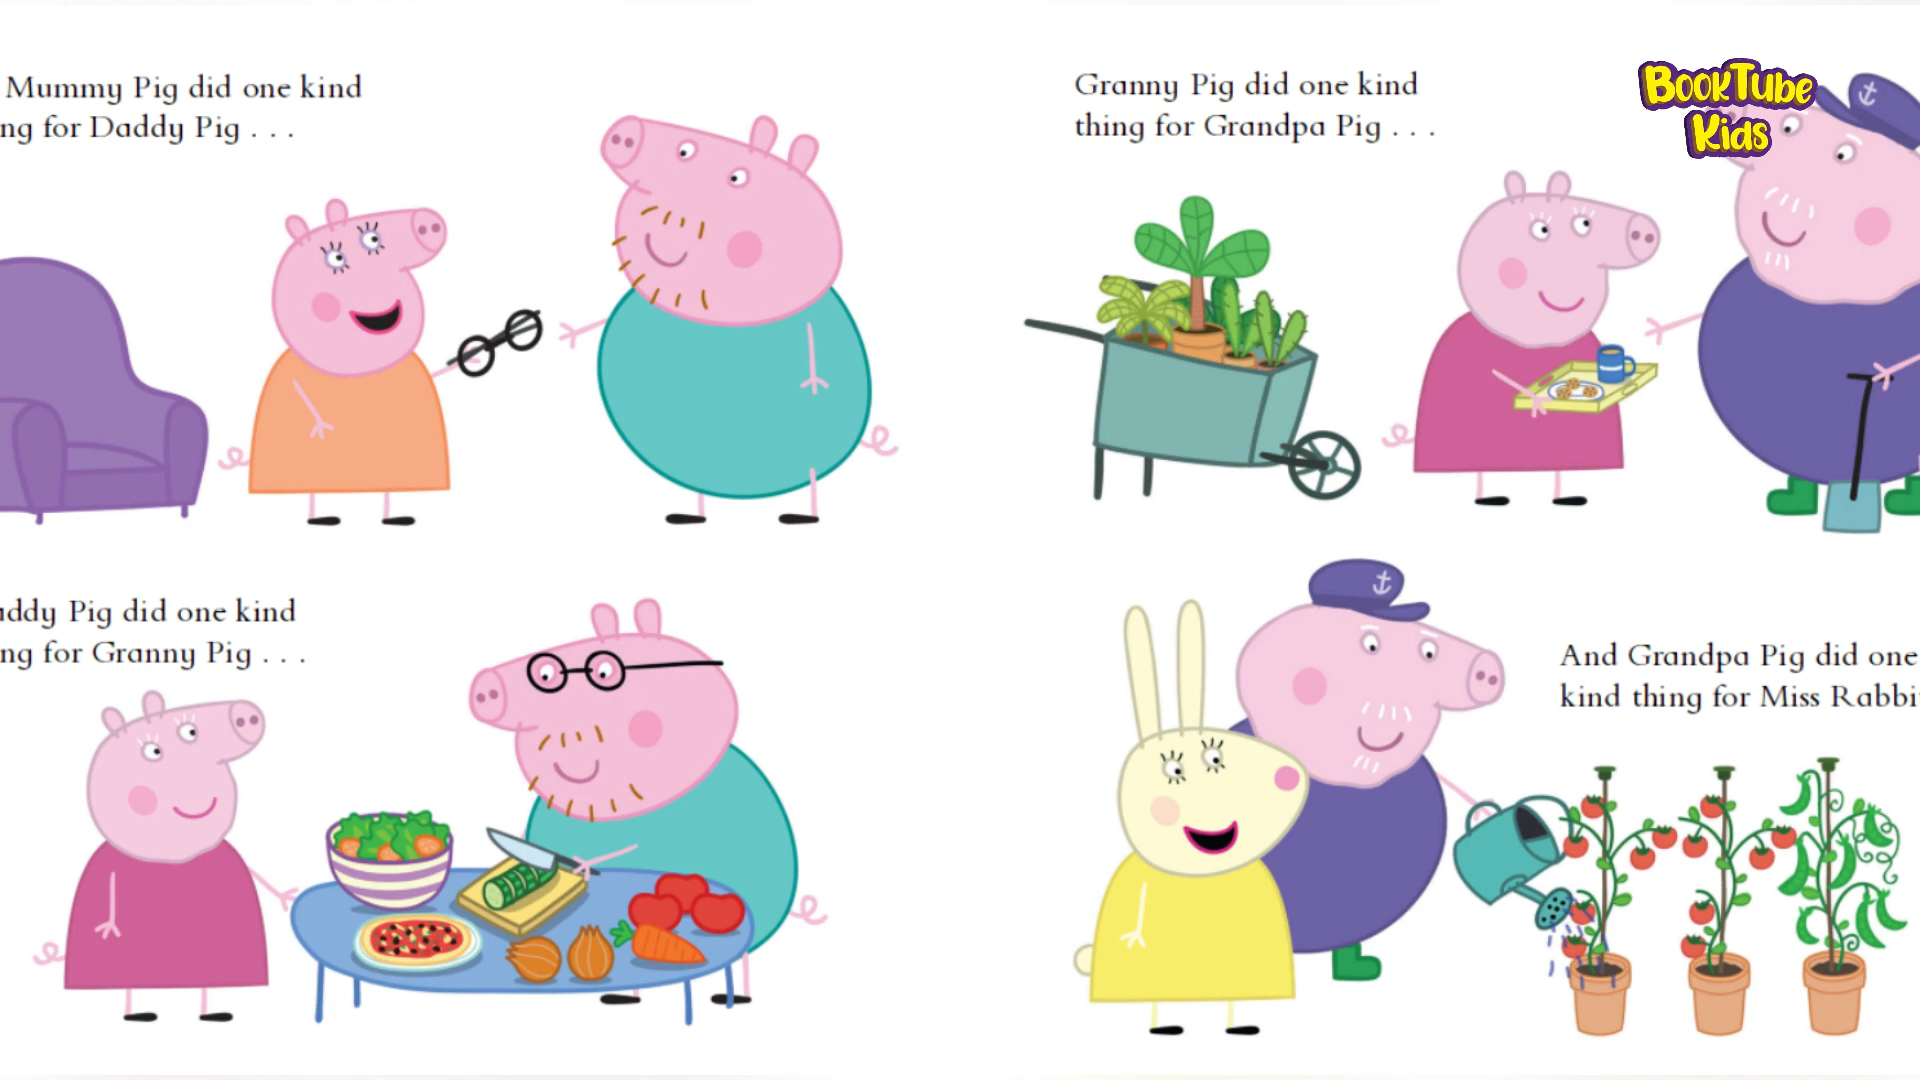 Mummy Pig did one kind
ng for Daddy Pig . . .
addy Pig did one kind
ng for Granny Pig . . .
Granny Pig did one kind
thing for Grandpa Pig . . .
BookTube
Kids
And Grandpa Pig did one
kind thing for Miss Rabbi